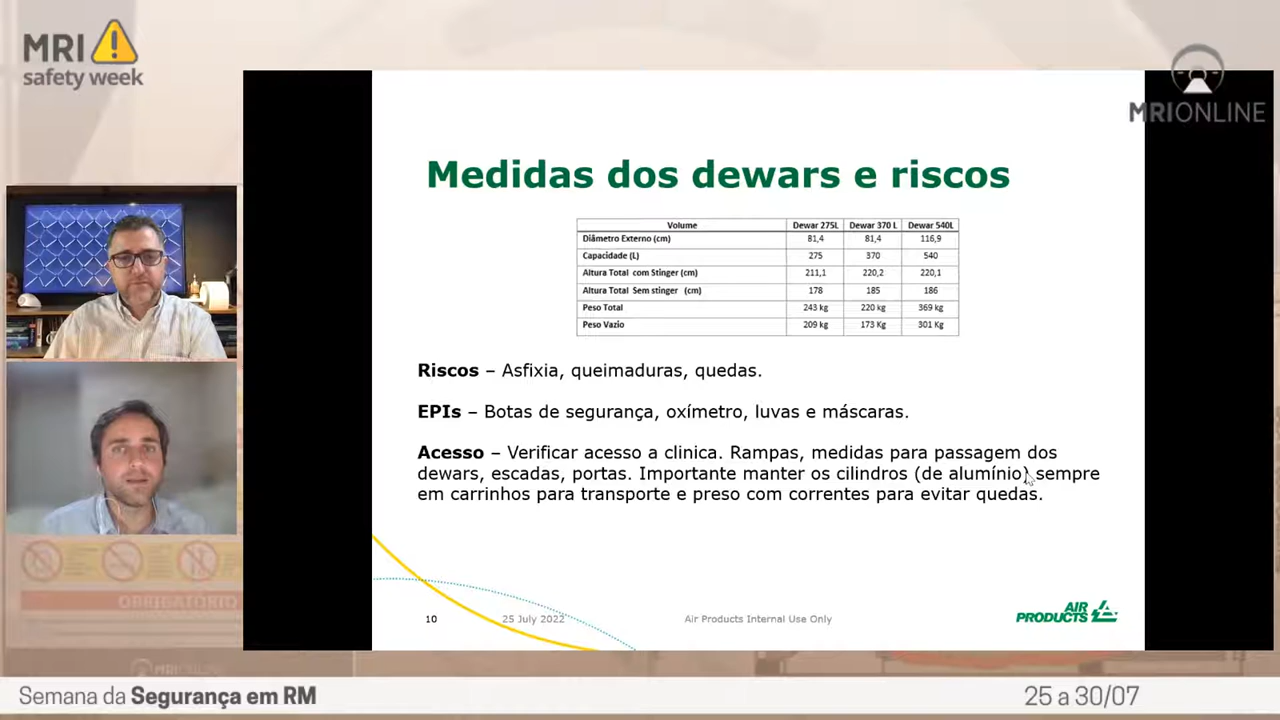 MRI
safety week
MRIONLINE
Medidas dos dewars e riscos
Volume Dewar 275L Dewar 370 L Dewar 540L
Diâmetro Externo (cm) 81,4 81,4 116,9
Capacidade (L) 275 370 540
Altura Total com Stinger (cm) 211,1 220,2 220,1
Altura Total Sem stinger (cm) 178 185 186
Peso Total 243 kg 220 kg 369 kg
Peso Vazio 209 kg 173 Kg 301 Kg
Riscos – Asfixia, queimaduras, quedas.
EPIs – Botas de segurança, oxímetro, luvas e máscaras.
Acesso – Verificar acesso a clinica. Rampas, medidas para passagem dos
dewars, escadas, portas. Importante manter os cilindros (de alumínio) sempre
em carrinhos para transporte e preso com correntes para evitar quedas.
OBRIGATÓRIO
10 25 July 2022 Air Products Internal Use Only
AIR
PRODUCTS
MRIONLINE
Semana da Segurança em RM 25 a 30/07